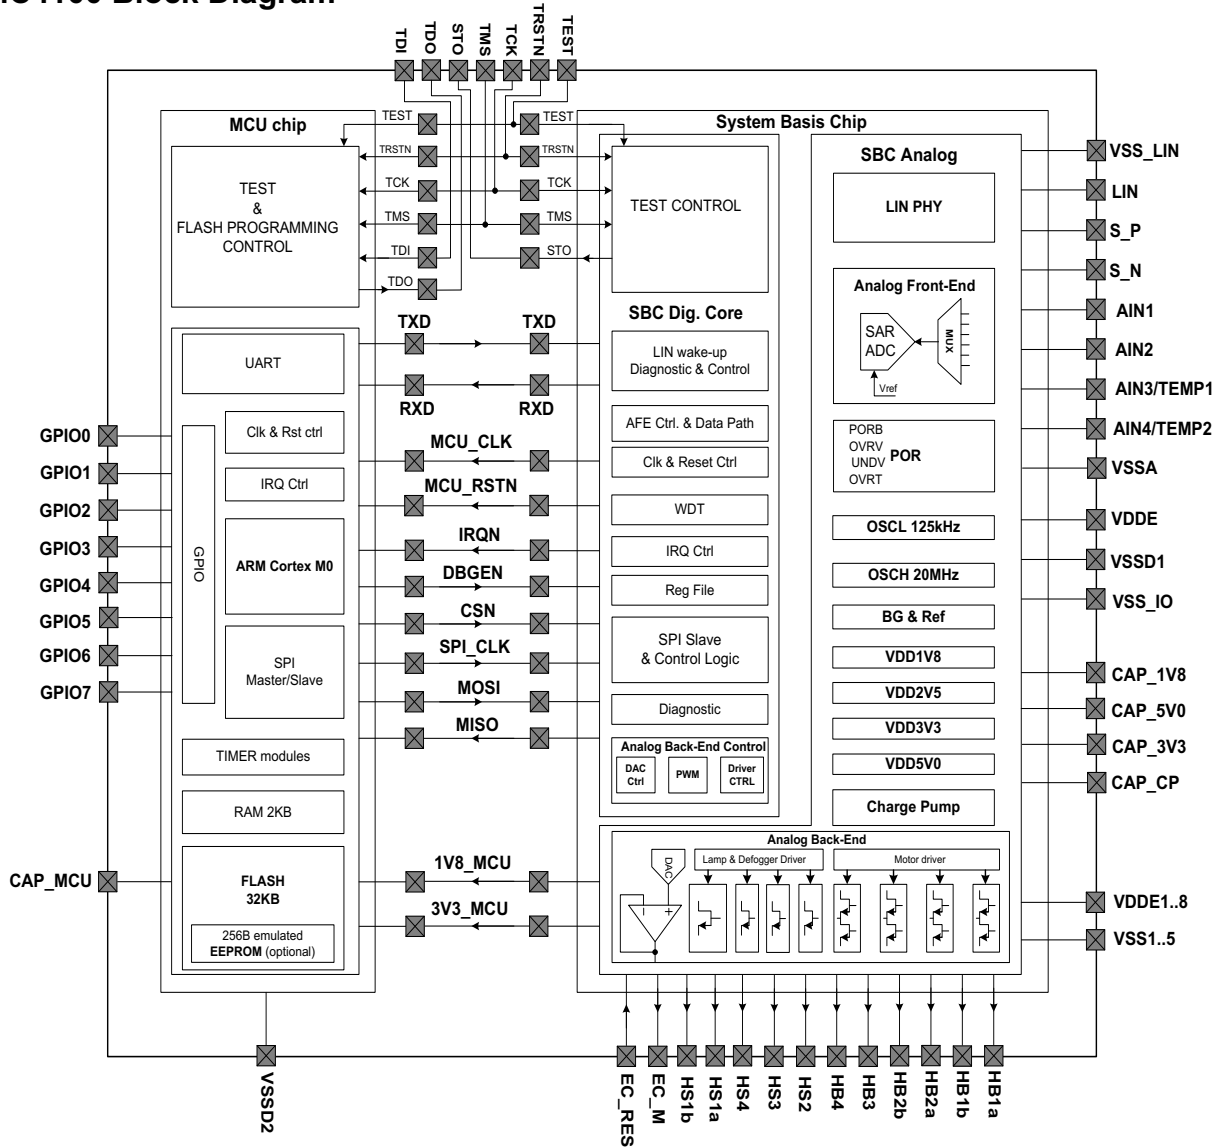 Block Diagram
TDI
TDO
STO
TMS
TCK
TRSTN
TEST
MCU chip
TEST
TEST
System Basis Chip
TRSTN
TRSTN
TCK
TCK
TMS
TMS
TDI
STO
TDO
TEST
&
FLASH PROGRAMMING
CONTROL
TEST CONTROL
SBC Analog
LIN PHY
Analog Front-End
SAR
ADC
MUX
Vref
PORB
OVRV
UNDV
OVRT
POR
OSCL 125kHz
OSCH 20MHz
BG & Ref
VDD1V8
VDD2V5
VDD3V3
VDD5V0
Charge Pump
VSS_LIN
LIN
S_P
S_N
AIN1
AIN2
AIN3/TEMP1
AIN4/TEMP2
VSSA
VDDE
VSSD1
VSS_IO
CAP_1V8
CAP_5V0
CAP_3V3
CAP_CP
VDDE1..8
VSS1..5
SBC Dig. Core
LIN wake-up
Diagnostic & Control
AFE Ctrl. & Data Path
Clk & Reset Ctrl
WDT
IRQ Ctrl
Reg File
SPI Slave
& Control Logic
Diagnostic
Analog Back-End Control
DAC
Ctrl
PWM
Driver
CTRL
TXD
TXD
RXD
RXD
MCU_CLK
MCU_RSTN
IRQN
DBGEN
CSN
SPI_CLK
MOSI
MISO
1V8_MCU
3V3_MCU
UART
Clk & Rst ctrl
IRQ Ctrl
GPIO
ARM Cortex M0
SPI
Master/Slave
TIMER modules
RAM 2KB
FLASH
32KB
256B emulated
EEPROM (optional)
GPIO0
GPIO1
GPIO2
GPIO3
GPIO4
GPIO5
GPIO6
GPIO7
CAP_MCU
Analog Back-End
DAC
Lamp & Defogger Driver
Motor driver
−
+
VSSD2
EC_RES
EC_M
HS1b
HS1a
HS4
HS3
HS2
HB4
HB3
HB2b
HB2a
HB1b
HB1a